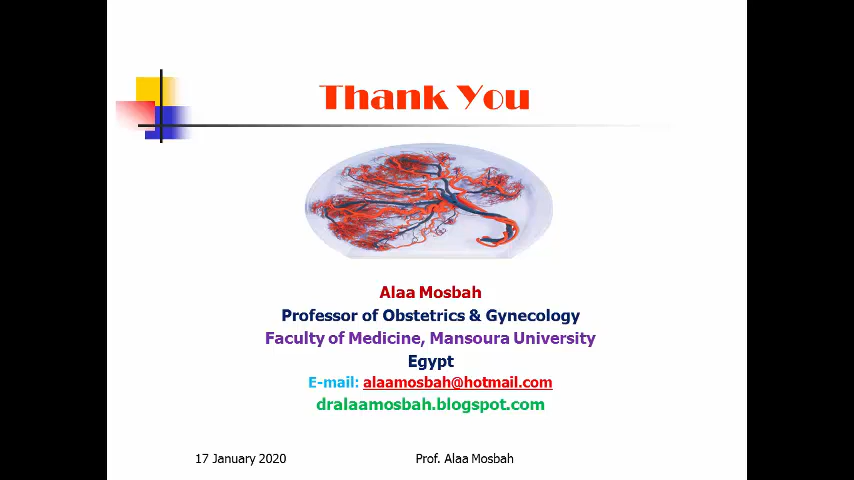 Thank You
Alaa Mosbah
Professor of Obstetrics & Gynecology
Faculty of Medicine, Mansoura University
Egypt
E-mail: alaamosbah@hotmail.com
dralaamosbah.blogspot.com
17 January 2020
Prof. Alaa Mosbah